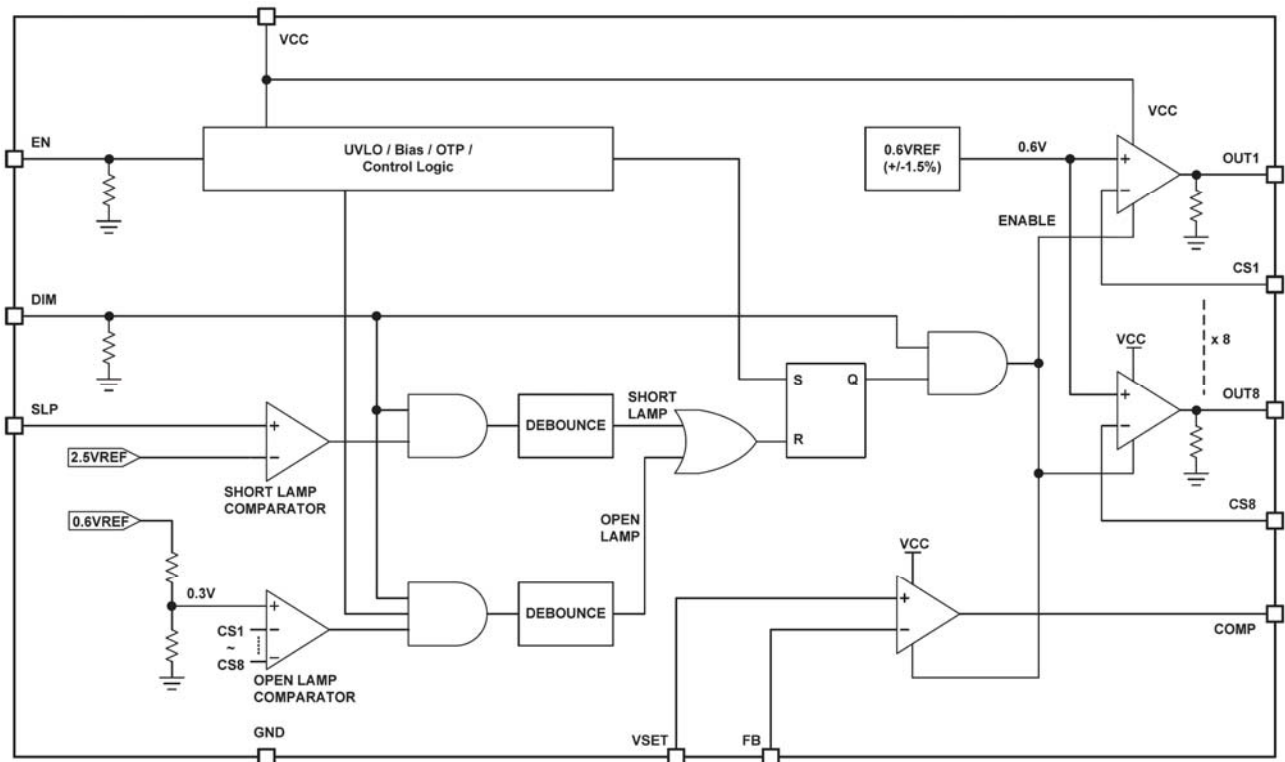 VCC
EN
UVLO / Bias / OTP /
Control Logic
0.6VREF
(+/-1.5%)
0.6V
VCC
OUT1
ENABLE
CS1
DIM
x 8
VCC
OUT8
CS8
SLP
2.5VREF
SHORT LAMP
COMPARATOR
DEBOUNCE
SHORT
LAMP
S
Q
R
0.6VREF
0.3V
CS1
~
CS8
OPEN LAMP
COMPARATOR
DEBOUNCE
OPEN
LAMP
VCC
COMP
GND
VSET
FB